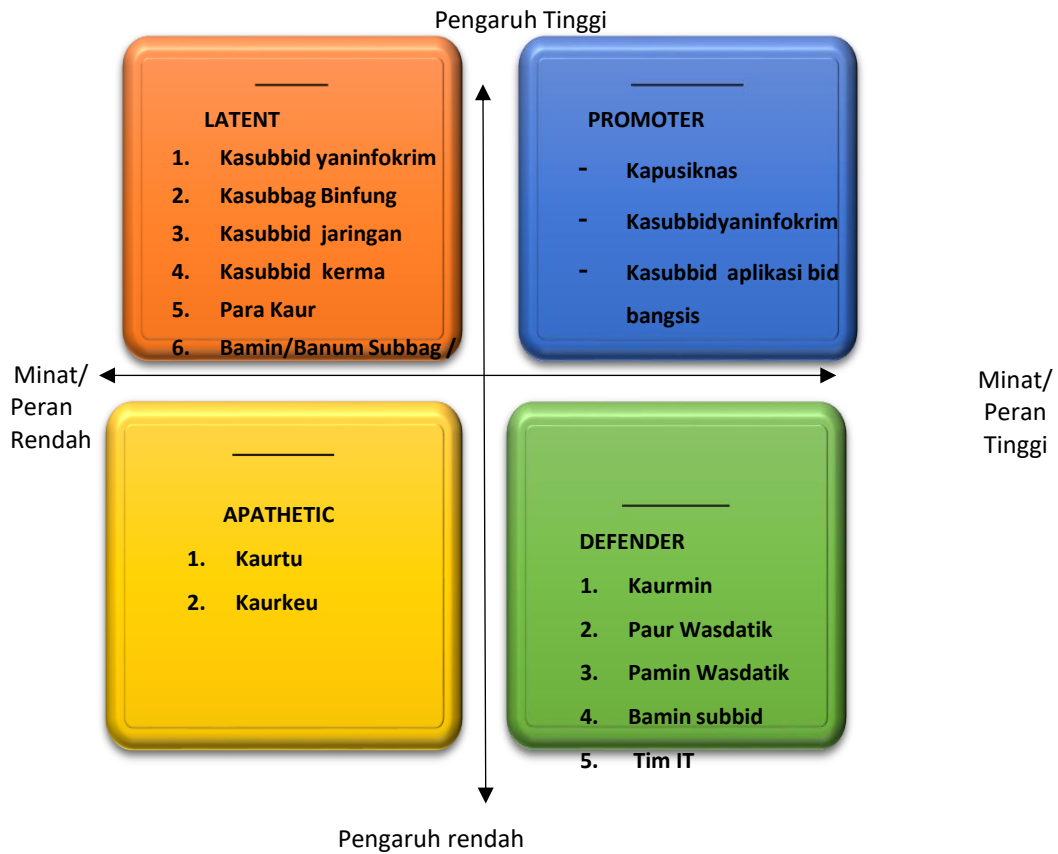 Pengaruh Tinggi
LATENT
1. Kasubbid yaninfokrim
2. Kasubbag Binfung
3. Kasubbid jaringan
4. Kasubbid kerma
5. Para Kaur
6. Bamin/Banum Subbag /
PROMOTER
- Kapusiknas
- Kasubbidyaninfokrim
- Kasubbid aplikasi bid
bangsis
Minat/
Peran
Rendah
Minat/
Peran
Tinggi
APATHETIC
1. Kaurtu
2. Kaurkeu
DEFENDER
1. Kaurmin
2. Paur Wasdatik
3. Pamin Wasdatik
4. Bamin subbid
5. Tim IT
Pengaruh rendah